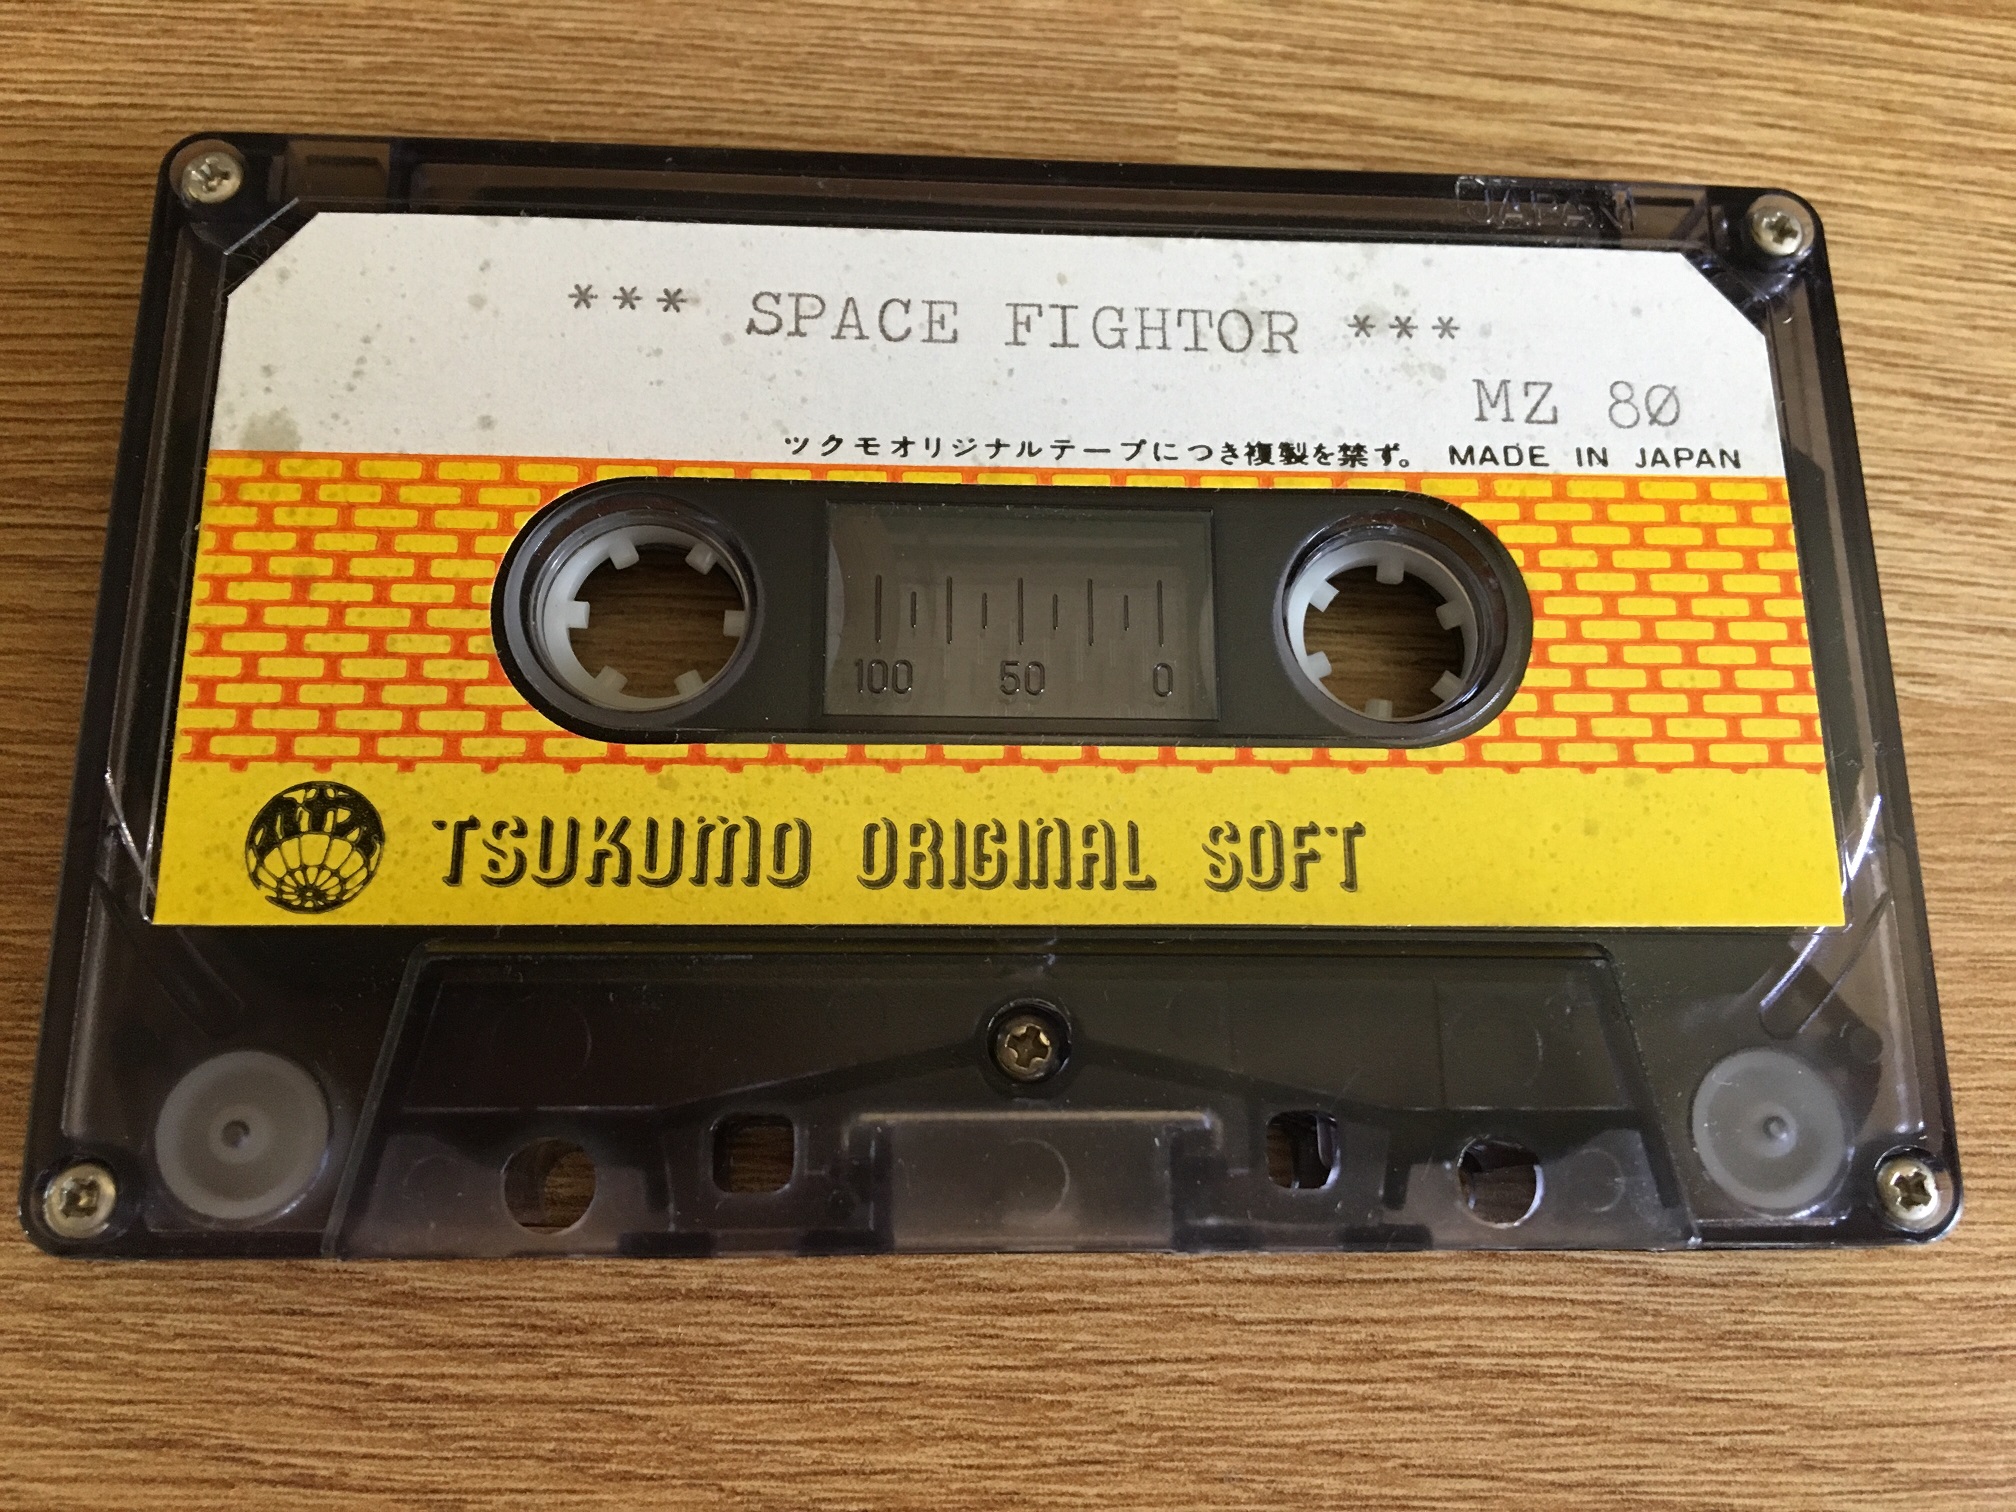 JAPAN
*** SPACE FIGHTOR ***
MZ 80
ツクモオリジナルテープにつき複製を禁ず。 MADE IN JAPAN
100 50 0
TSUKUMO ORIGINAL SOFT